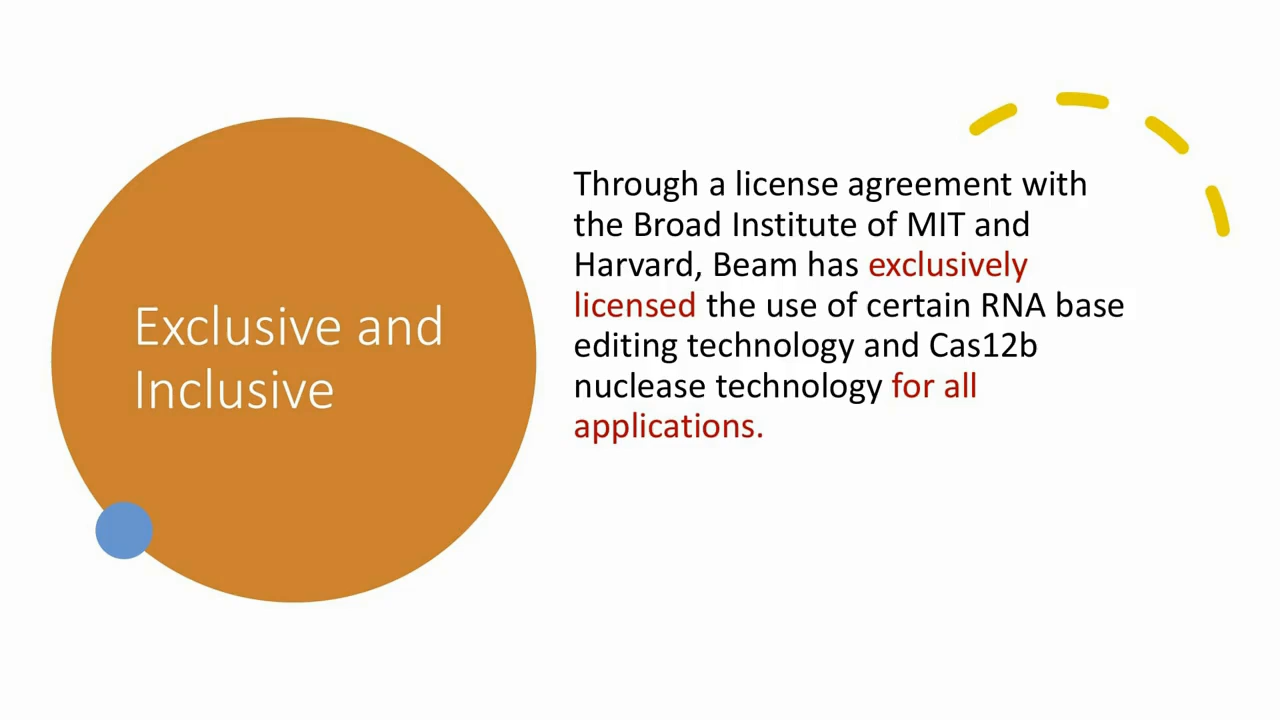 Exclusive and
Inclusive
Through a license agreement with
the Broad Institute of MIT and
Harvard, Beam has exclusively
licensed the use of certain RNA base
editing technology and Cas12b
nuclease technology for all
applications.